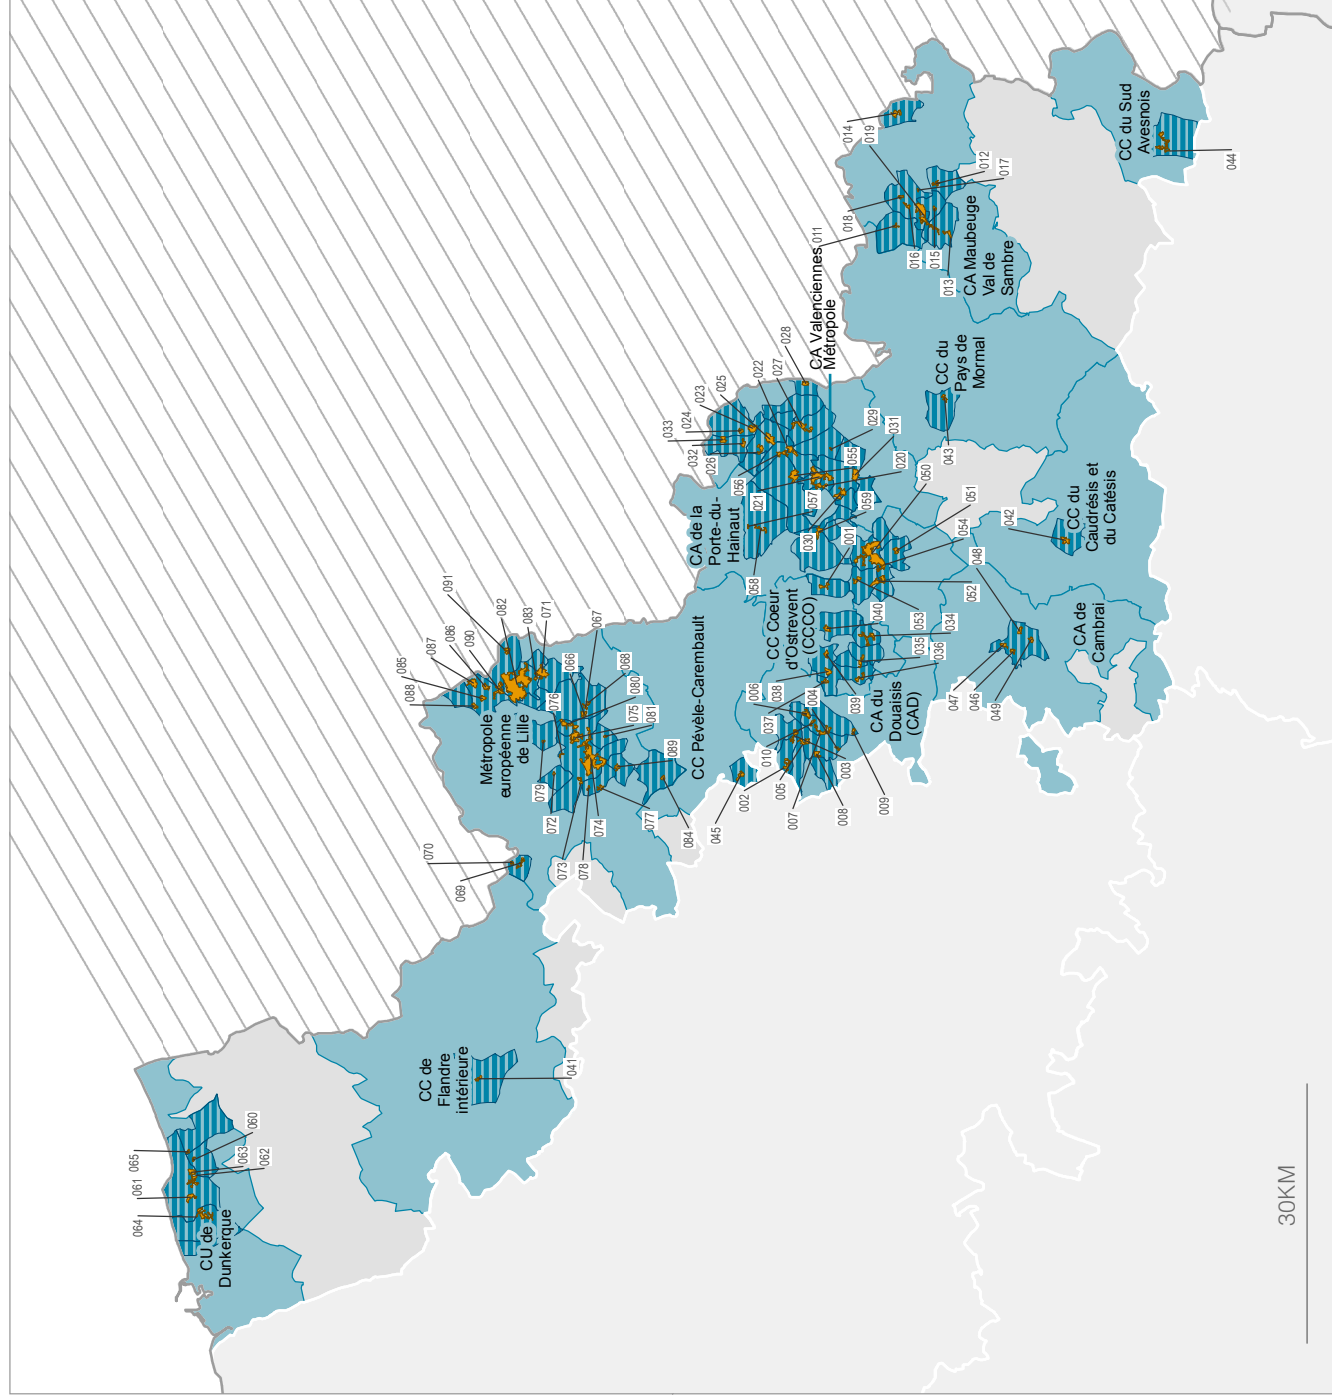 091
087
086
090
082
083
071
085
088
Métropole
européenne
de Lille
076
066
067
068
080
075
081
079
072
073
078
074
077
084
089
070
069
CC Pévèle-Carembault
CU de
Dunkerque
064
061
065
060
063
062
CC de
Flandre
intérieure
041
CA de la
Porte-du-
Hainaut
033
032
024
023
026
025
022
027
028
CA Valenciennes
Métropole
056
021
058
057
055
030
059
001
029
031
020
050
051
054
052
053
CC Coeur
d'Ostrevent
(CCCO)
040
034
035
036
006
038
004
037
039
CA du
Douaisis
(CAD)
010
002
005
007
008
003
009
045
014
019
018
011
016
015
013
012
017
CA Maubeuge
Val de
Sambre
CC du
Pays de
Mormal
043
CC du Sud
Avesnois
044
042
CC du
Caudrésis et
du Catésis
048
047
046
049
CA de
Cambrai
30KM